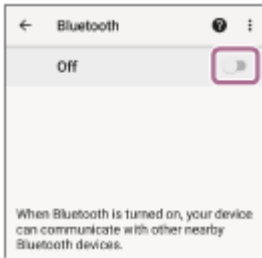 Bluetooth
Off
When Bluetooth is turned on, your device
can communicate with other nearby
Bluetooth devices.